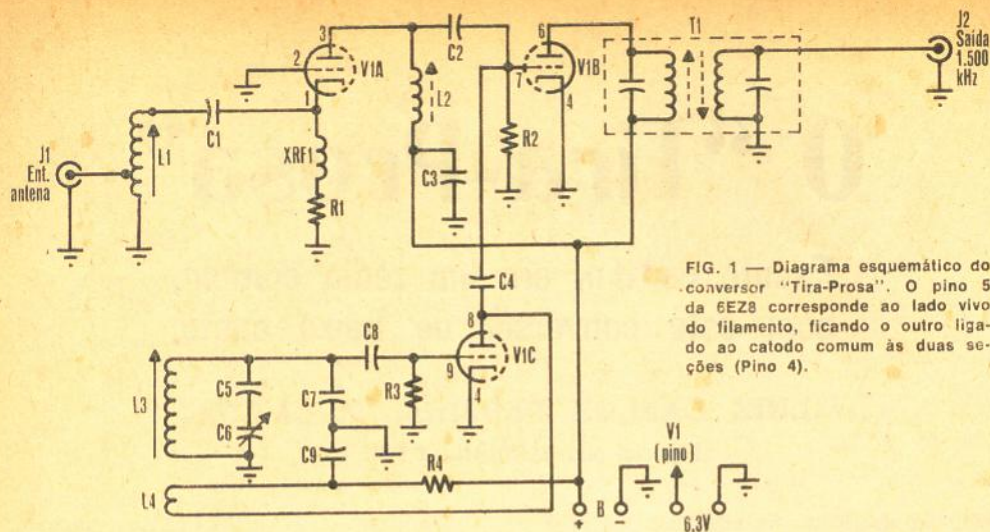 J1
Ent.
antena
L1
C1
2
3
1
V1A
XRF1
R1
C2
L2
C3
6
7
4
V1B
R2
T1
J2
Saída
1.500
kHz
C4
8
9
4
V1C
L3
C5
C6
C8
C7
C9
R3
L4
R4
+
B
−
V1
(pino)
6.3V
FIG. 1 — Diagrama esquemático do
conversor "Tira-Prosa". O pino 5
da 6EZ8 corresponde ao lado vivo
do filamento, ficando o outro liga-
do ao catodo comum às duas se-
ções (Pino 4).